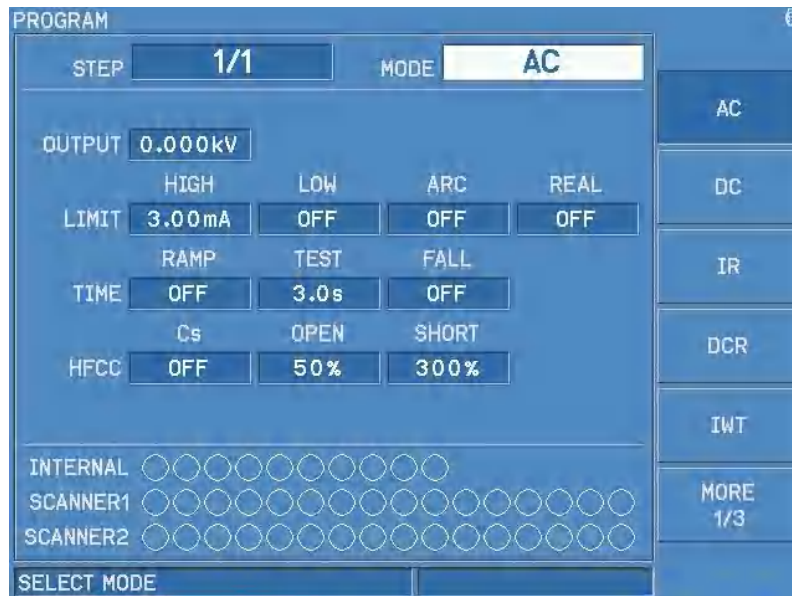 PROGRAM
STEP 1/1 MODE AC
OUTPUT 0.000kV
HIGH LOW ARC REAL
LIMIT 3.00mA OFF OFF OFF
RAMP TEST FALL
TIME OFF 3.0s OFF
Cs OPEN SHORT
HFCC OFF 50% 300%
INTERNAL
SCANNER1
SCANNER2
SELECT MODE
AC
DC
IR
DCR
IWT
MORE
1/3